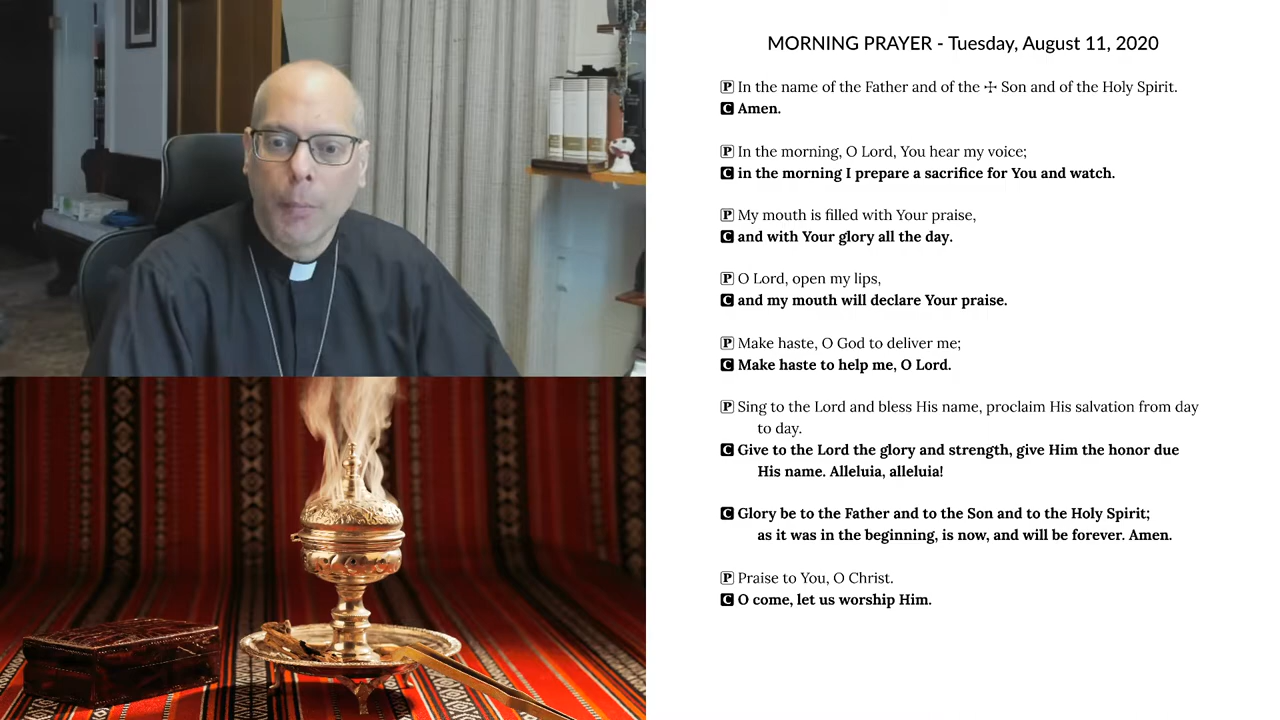 MORNING PRAYER - Tuesday, August 11, 2020
P In the name of the Father and of the ☩ Son and of the Holy Spirit.
C Amen.
P In the morning, O Lord, You hear my voice;
C in the morning I prepare a sacrifice for You and watch.
P My mouth is filled with Your praise,
C and with Your glory all the day.
P O Lord, open my lips,
C and my mouth will declare Your praise.
P Make haste, O God to deliver me;
C Make haste to help me, O Lord.
P Sing to the Lord and bless His name, proclaim His salvation from day
to day.
C Give to the Lord the glory and strength, give Him the honor due
His name. Alleluia, alleluia!
C Glory be to the Father and to the Son and to the Holy Spirit;
as it was in the beginning, is now, and will be forever. Amen.
P Praise to You, O Christ.
C O come, let us worship Him.